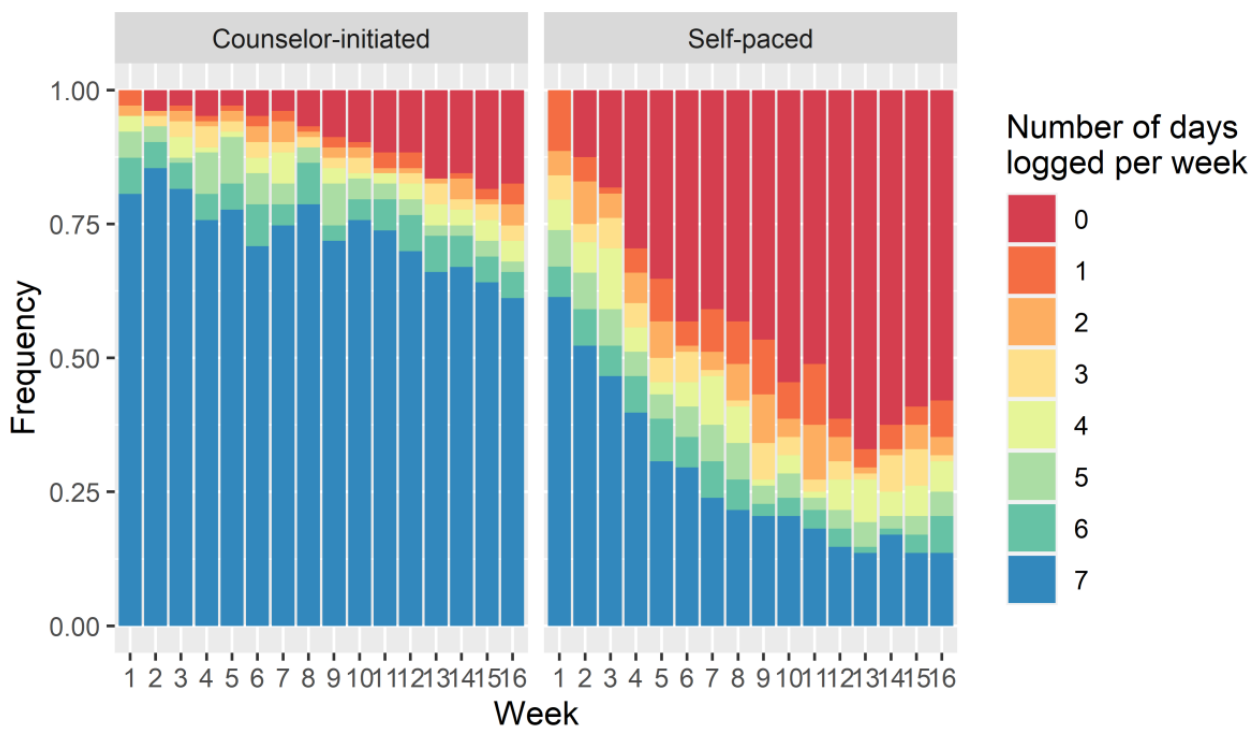 Counselor-initiated
Self-paced
1.00
0.75
0.50
0.25
0.00
Frequency
1 2 3 4 5 6 7 8 9 10 11 12 13 14 15 16
1 2 3 4 5 6 7 8 9 10 11 12 13 14 15 16
Week
Number of days
logged per week
0
1
2
3
4
5
6
7